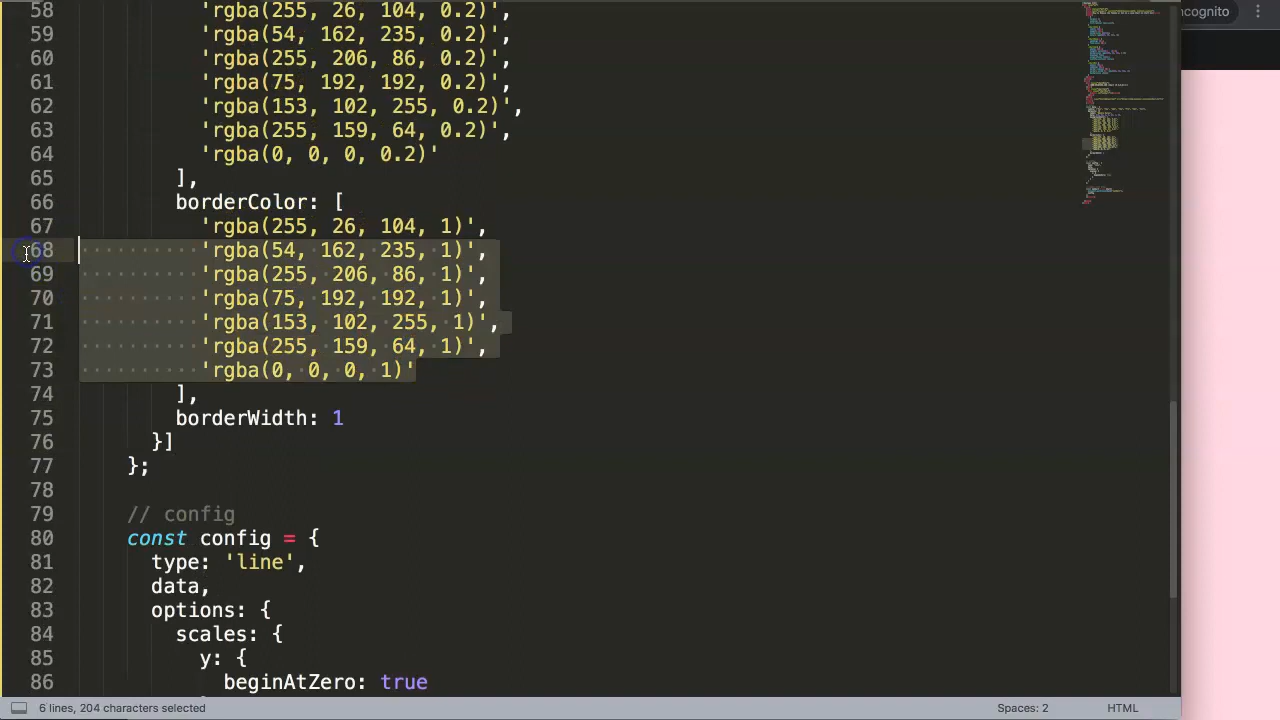 ncognito
58 'rgba(255, 26, 104, 0.2)',
59 'rgba(54, 162, 235, 0.2)',
60 'rgba(255, 206, 86, 0.2)',
61 'rgba(75, 192, 192, 0.2)',
62 'rgba(153, 102, 255, 0.2)',
63 'rgba(255, 159, 64, 0.2)',
64 'rgba(0, 0, 0, 0.2)'
65 ],
66 borderColor: [
67 'rgba(255, 26, 104, 1)',
68 'rgba(54, 162, 235, 1)',
69 'rgba(255, 206, 86, 1)',
70 'rgba(75, 192, 192, 1)',
71 'rgba(153, 102, 255, 1)',
72 'rgba(255, 159, 64, 1)',
73 'rgba(0, 0, 0, 1)'
74 ],
75 borderWidth: 1
76 }]
77 };
78
79 // config
80 const config = {
81 type: 'line',
82 data,
83 options: {
84 scales: {
85 y: {
86 beginAtZero: true
6 lines, 204 characters selected
Spaces: 2
HTML